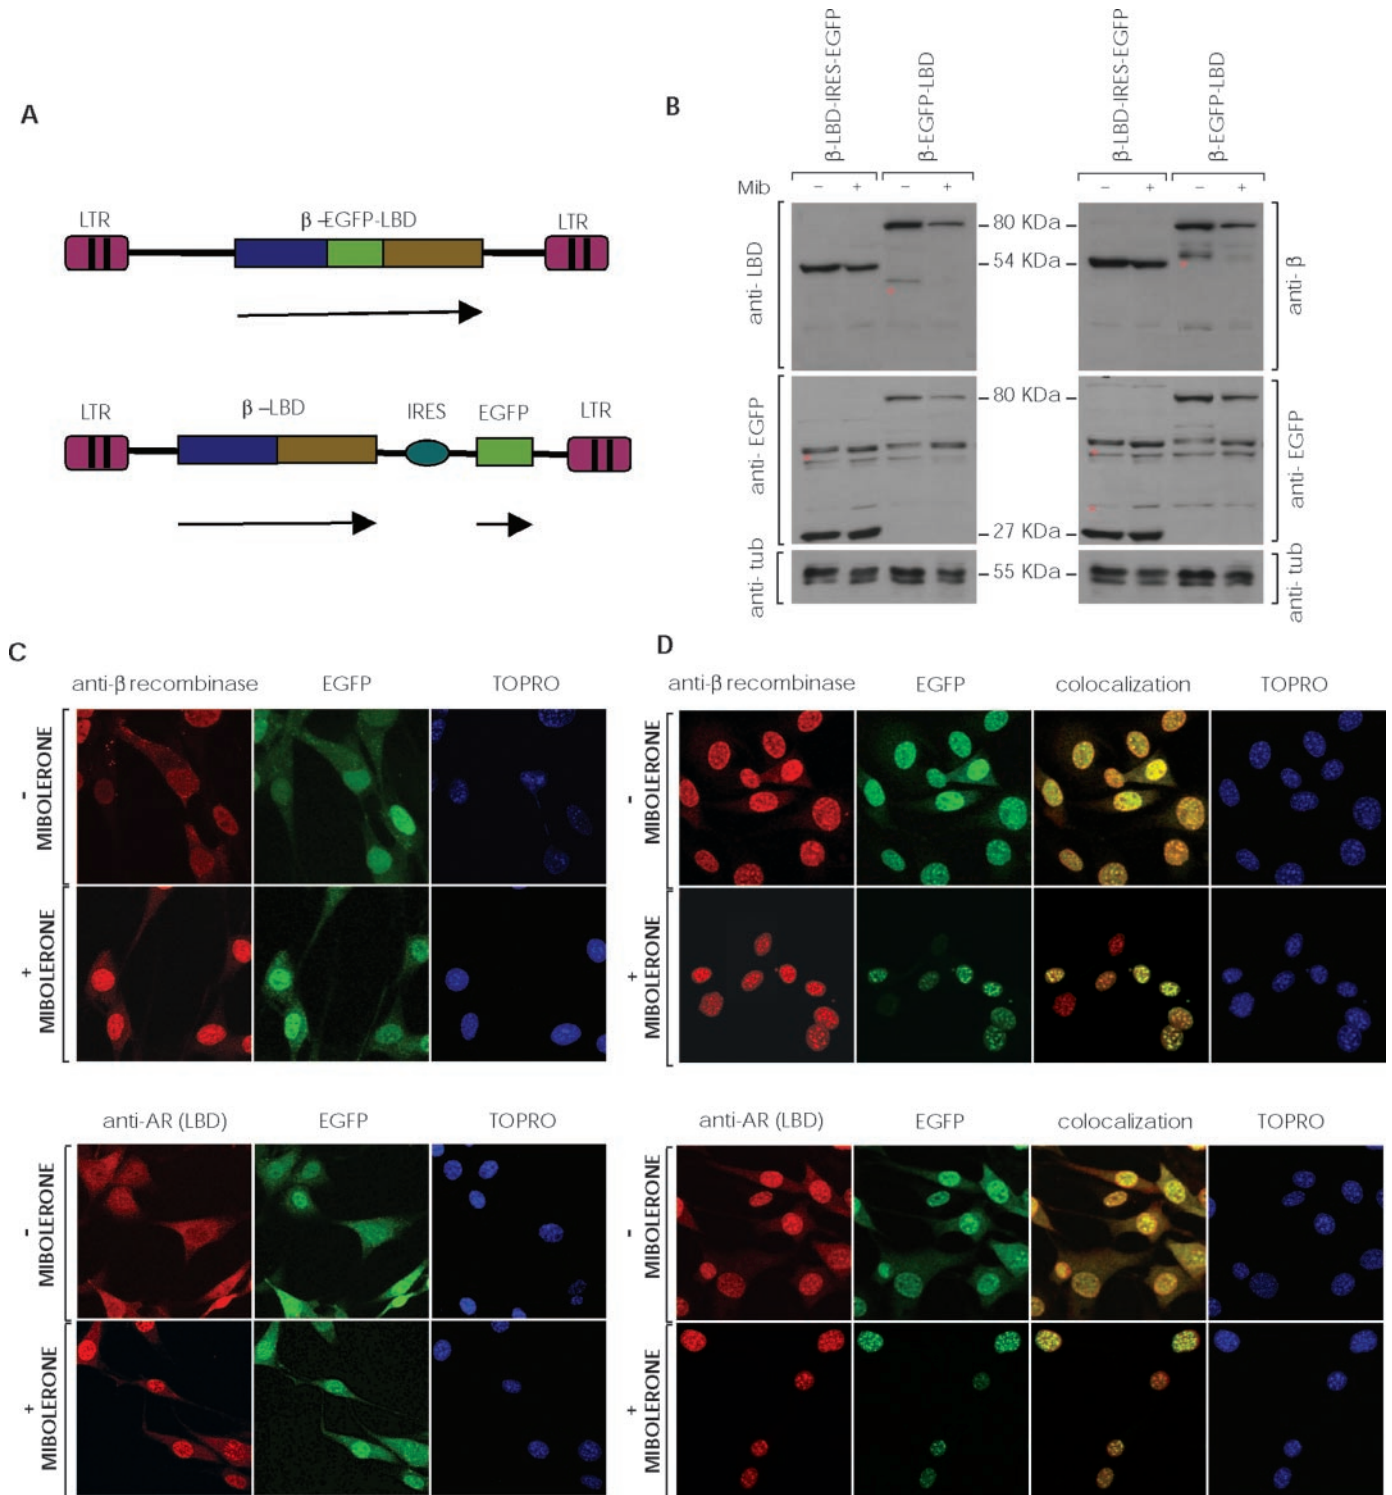 A
LTR
β –EGFP-LBD
LTR
LTR
β –LBD
IRES
EGFP
LTR
B
β-LBD-IRES-EGFP
β-EGFP-LBD
β-LBD-IRES-EGFP
β-EGFP-LBD
Mib
– + – +
– + – +
anti- LBD
80 KDa
54 KDa
anti- β
anti- EGFP
80 KDa
27 KDa
anti- EGFP
anti- tub
55 KDa
anti- tub
C
anti-β recombinase
EGFP
TOPRO
- MIBOLERONE
+ MIBOLERONE
anti-AR (LBD)
EGFP
TOPRO
- MIBOLERONE
+ MIBOLERONE
D
anti-β recombinase
EGFP
colocalization
TOPRO
- MIBOLERONE
+ MIBOLERONE
anti-AR (LBD)
EGFP
colocalization
TOPRO
- MIBOLERONE
+ MIBOLERONE